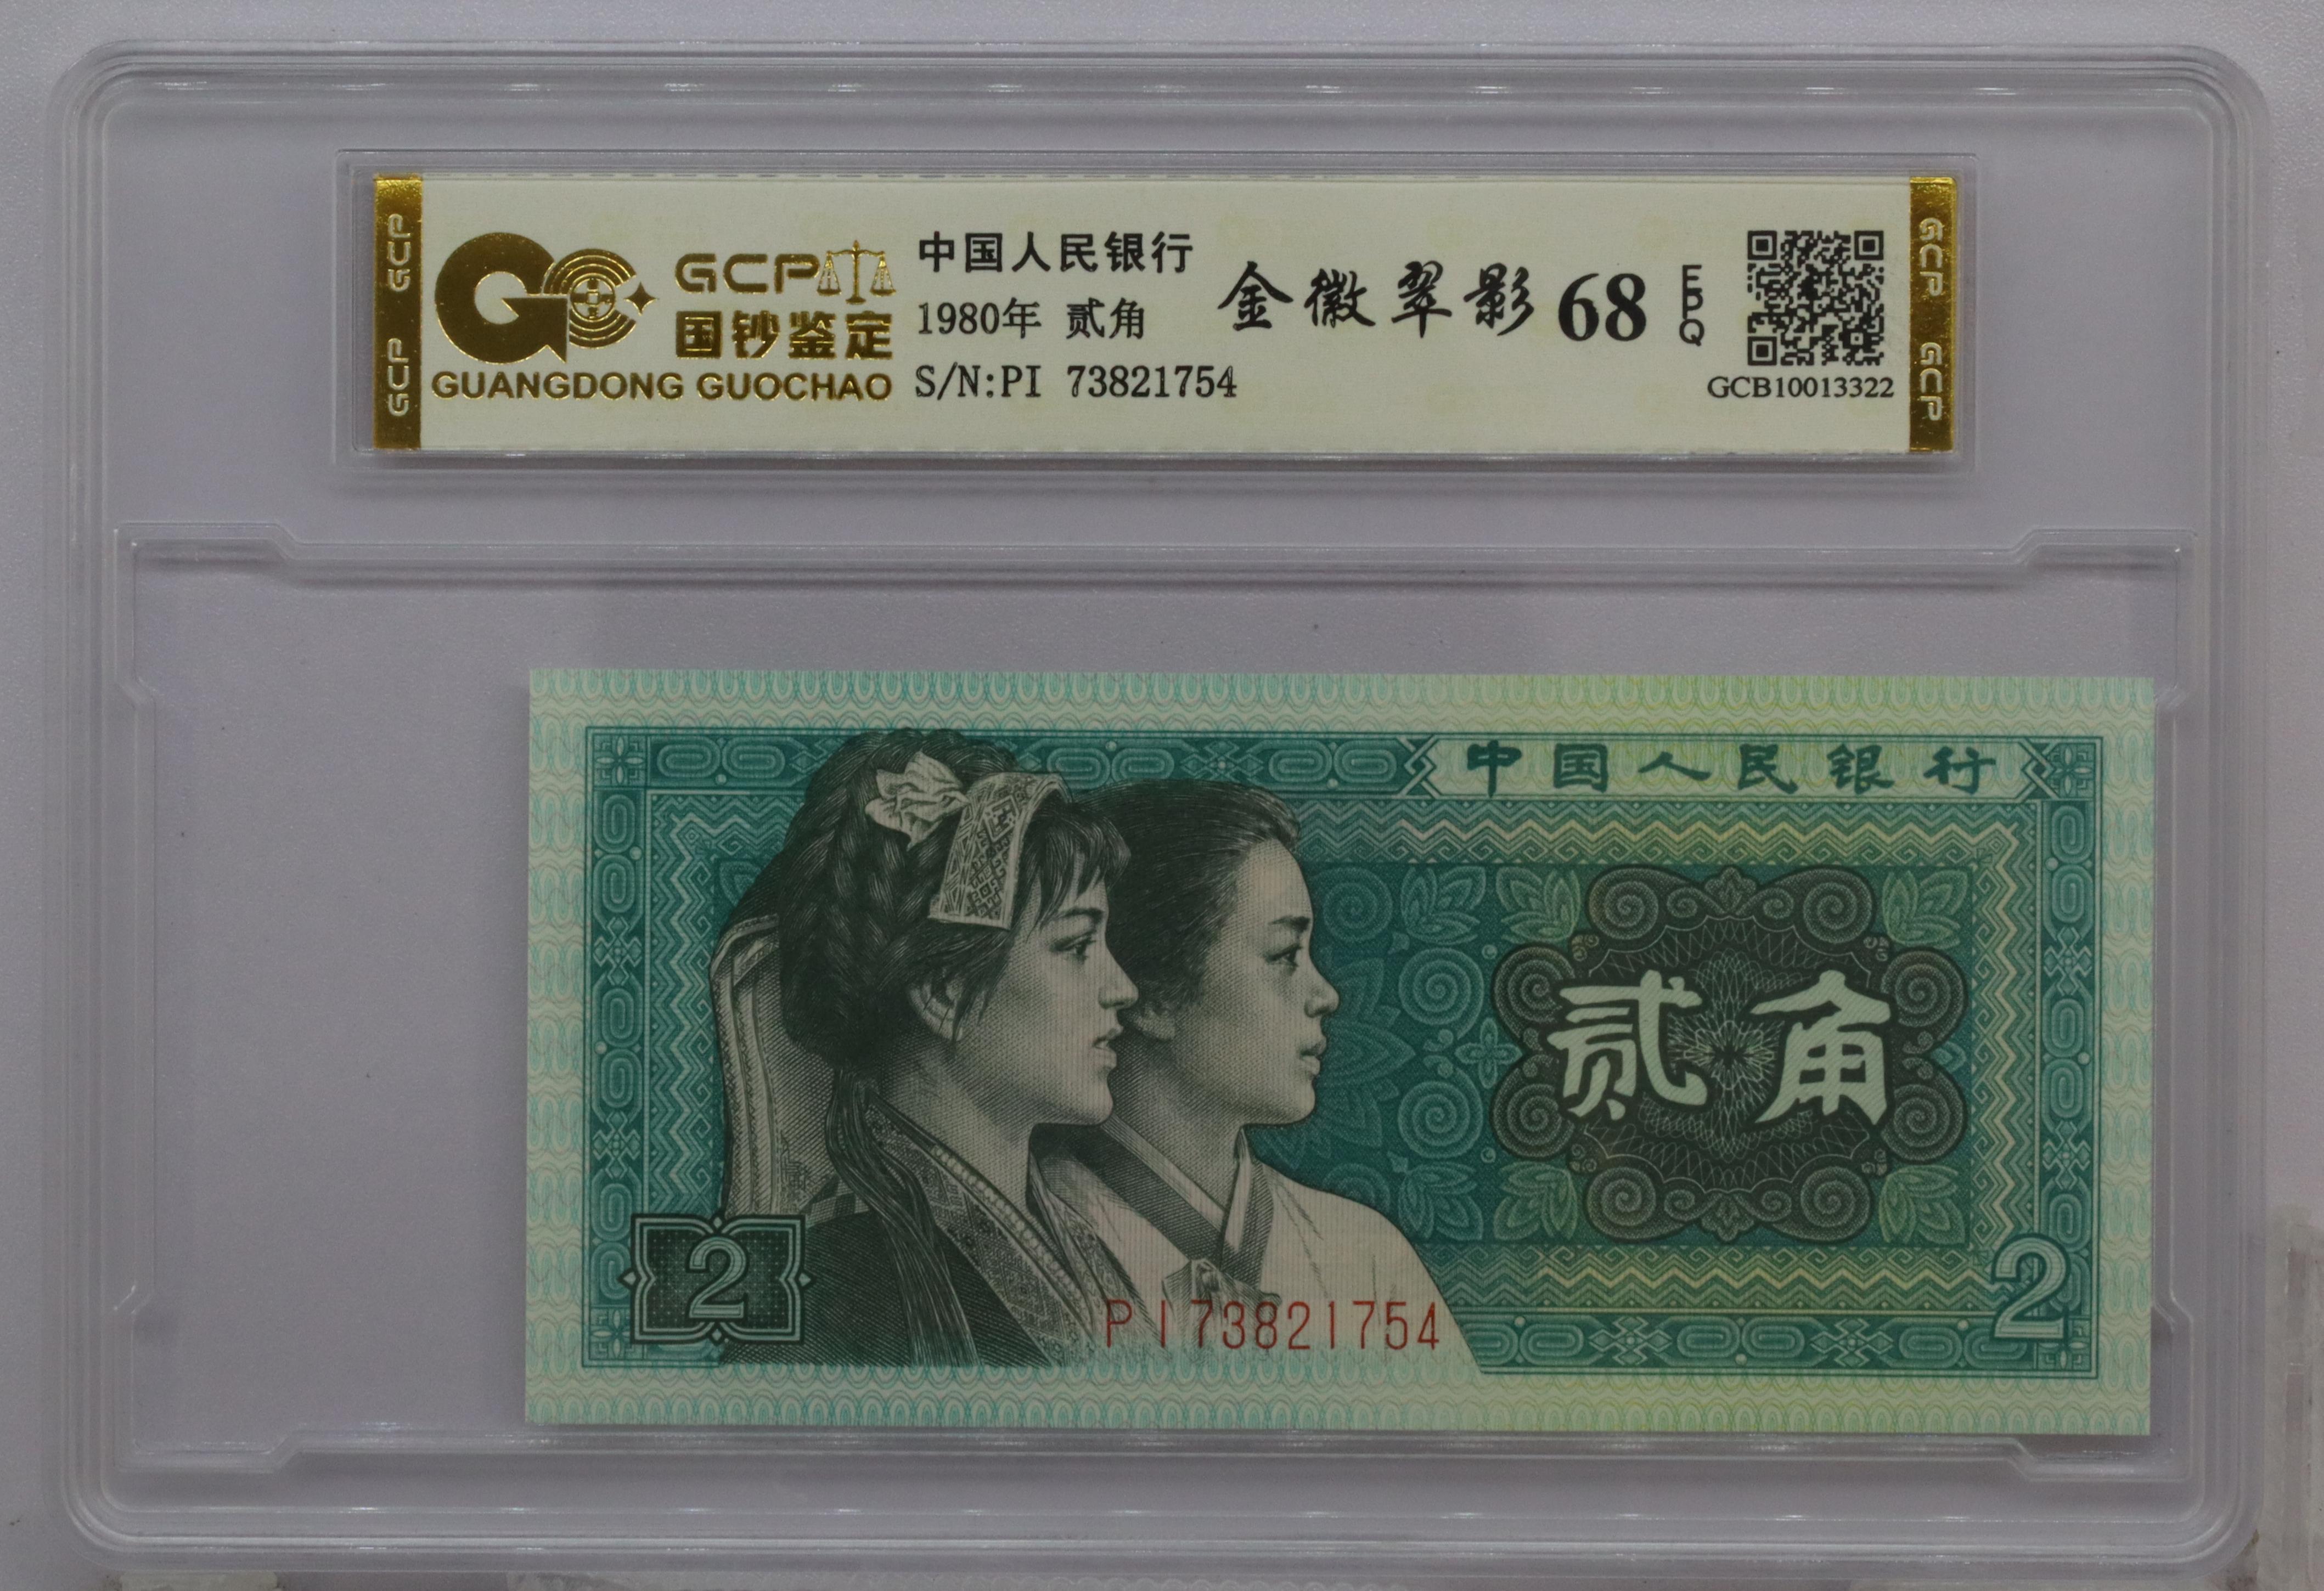 GCP GCP
GCP
国钞鉴定
GUANGDONG GUOCHAO
中国人民银行
1980年 贰角
S/N:PI 73821754
金徽翠影 68 EPQ
GCB10013322
GCP GCP
中国人民银行
贰角
2
PI73821754
2